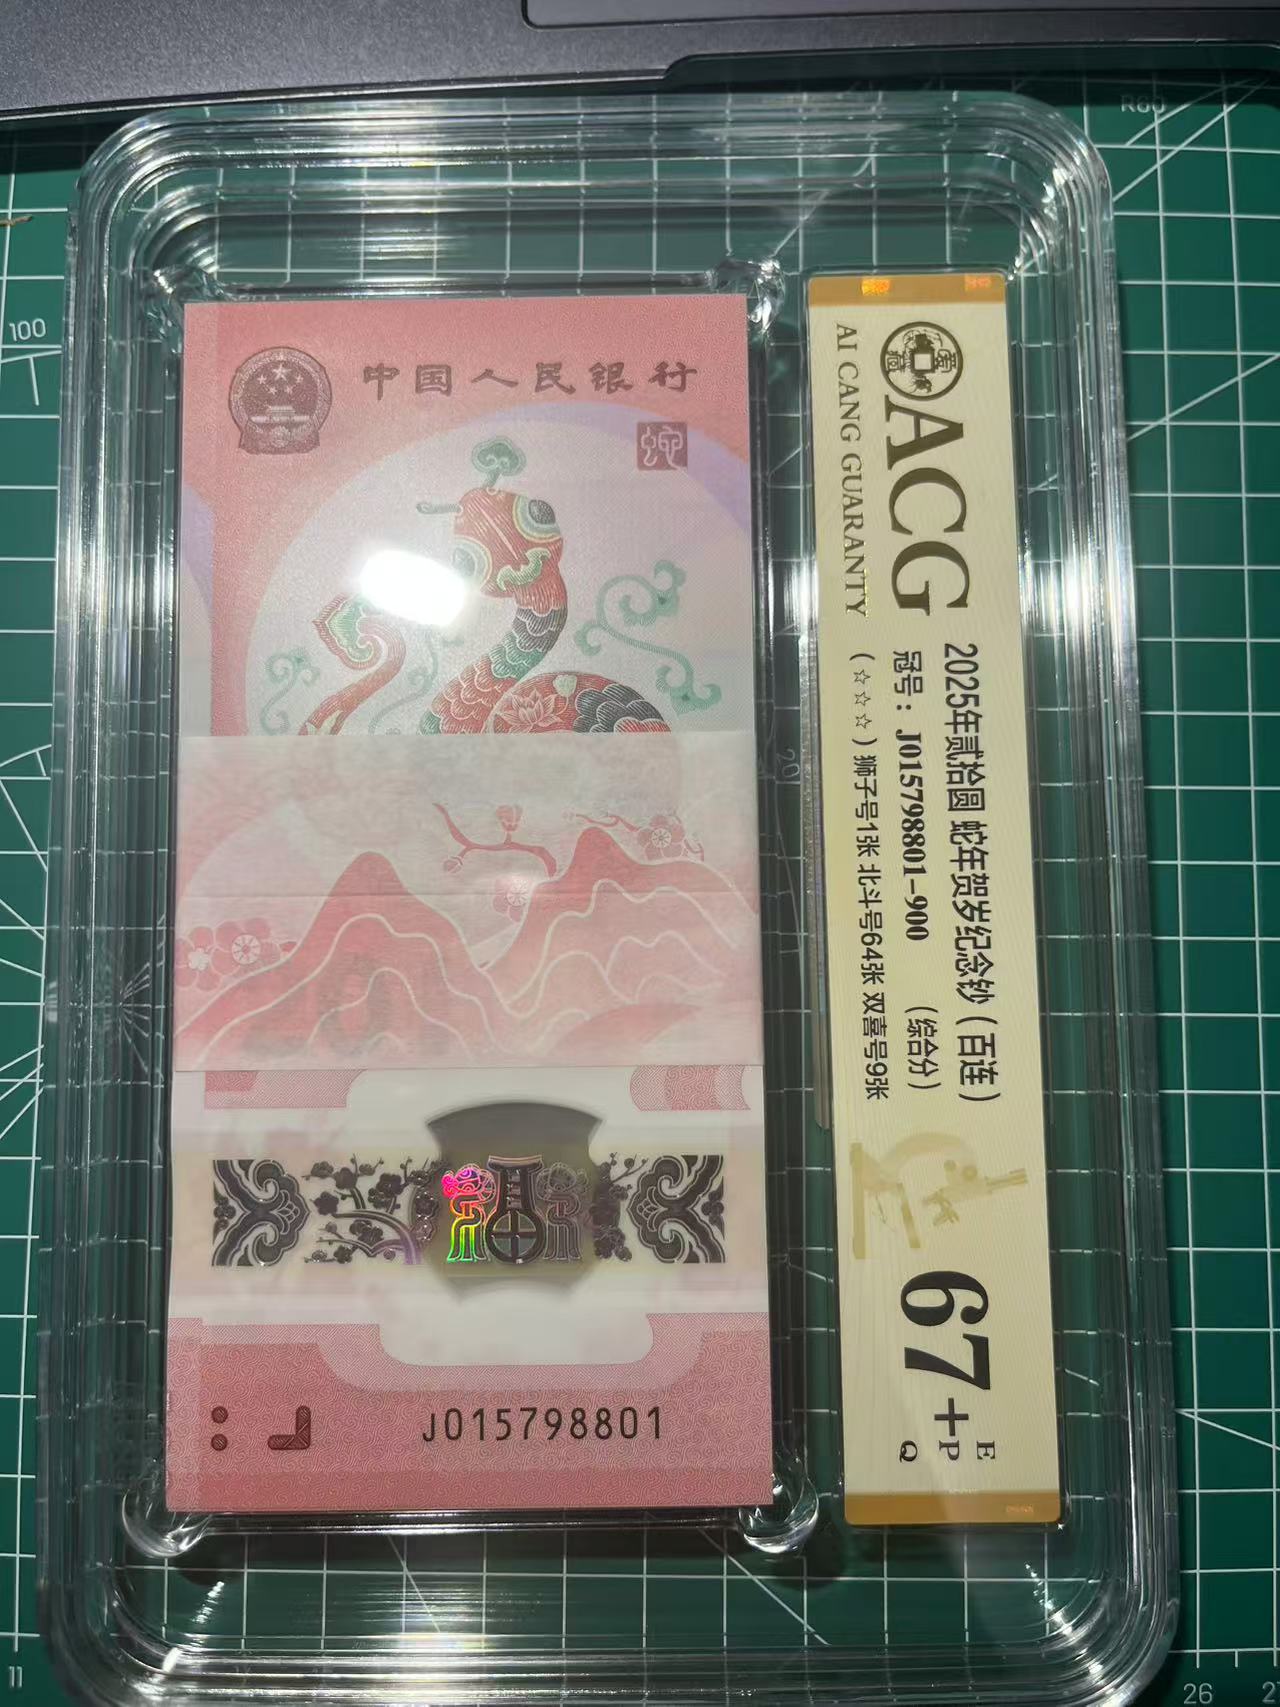 中国人民银行
蛇
J015798801
ACG
AI CANG GUARANTY
2025年贰拾圆 蛇年贺岁纪念钞（百连）
冠号：J015798801-900 （综合分）
（☆☆☆）狮子号1张 北斗号64张 双喜号9张
67+
E
P
Q
R80
100
20
11
26